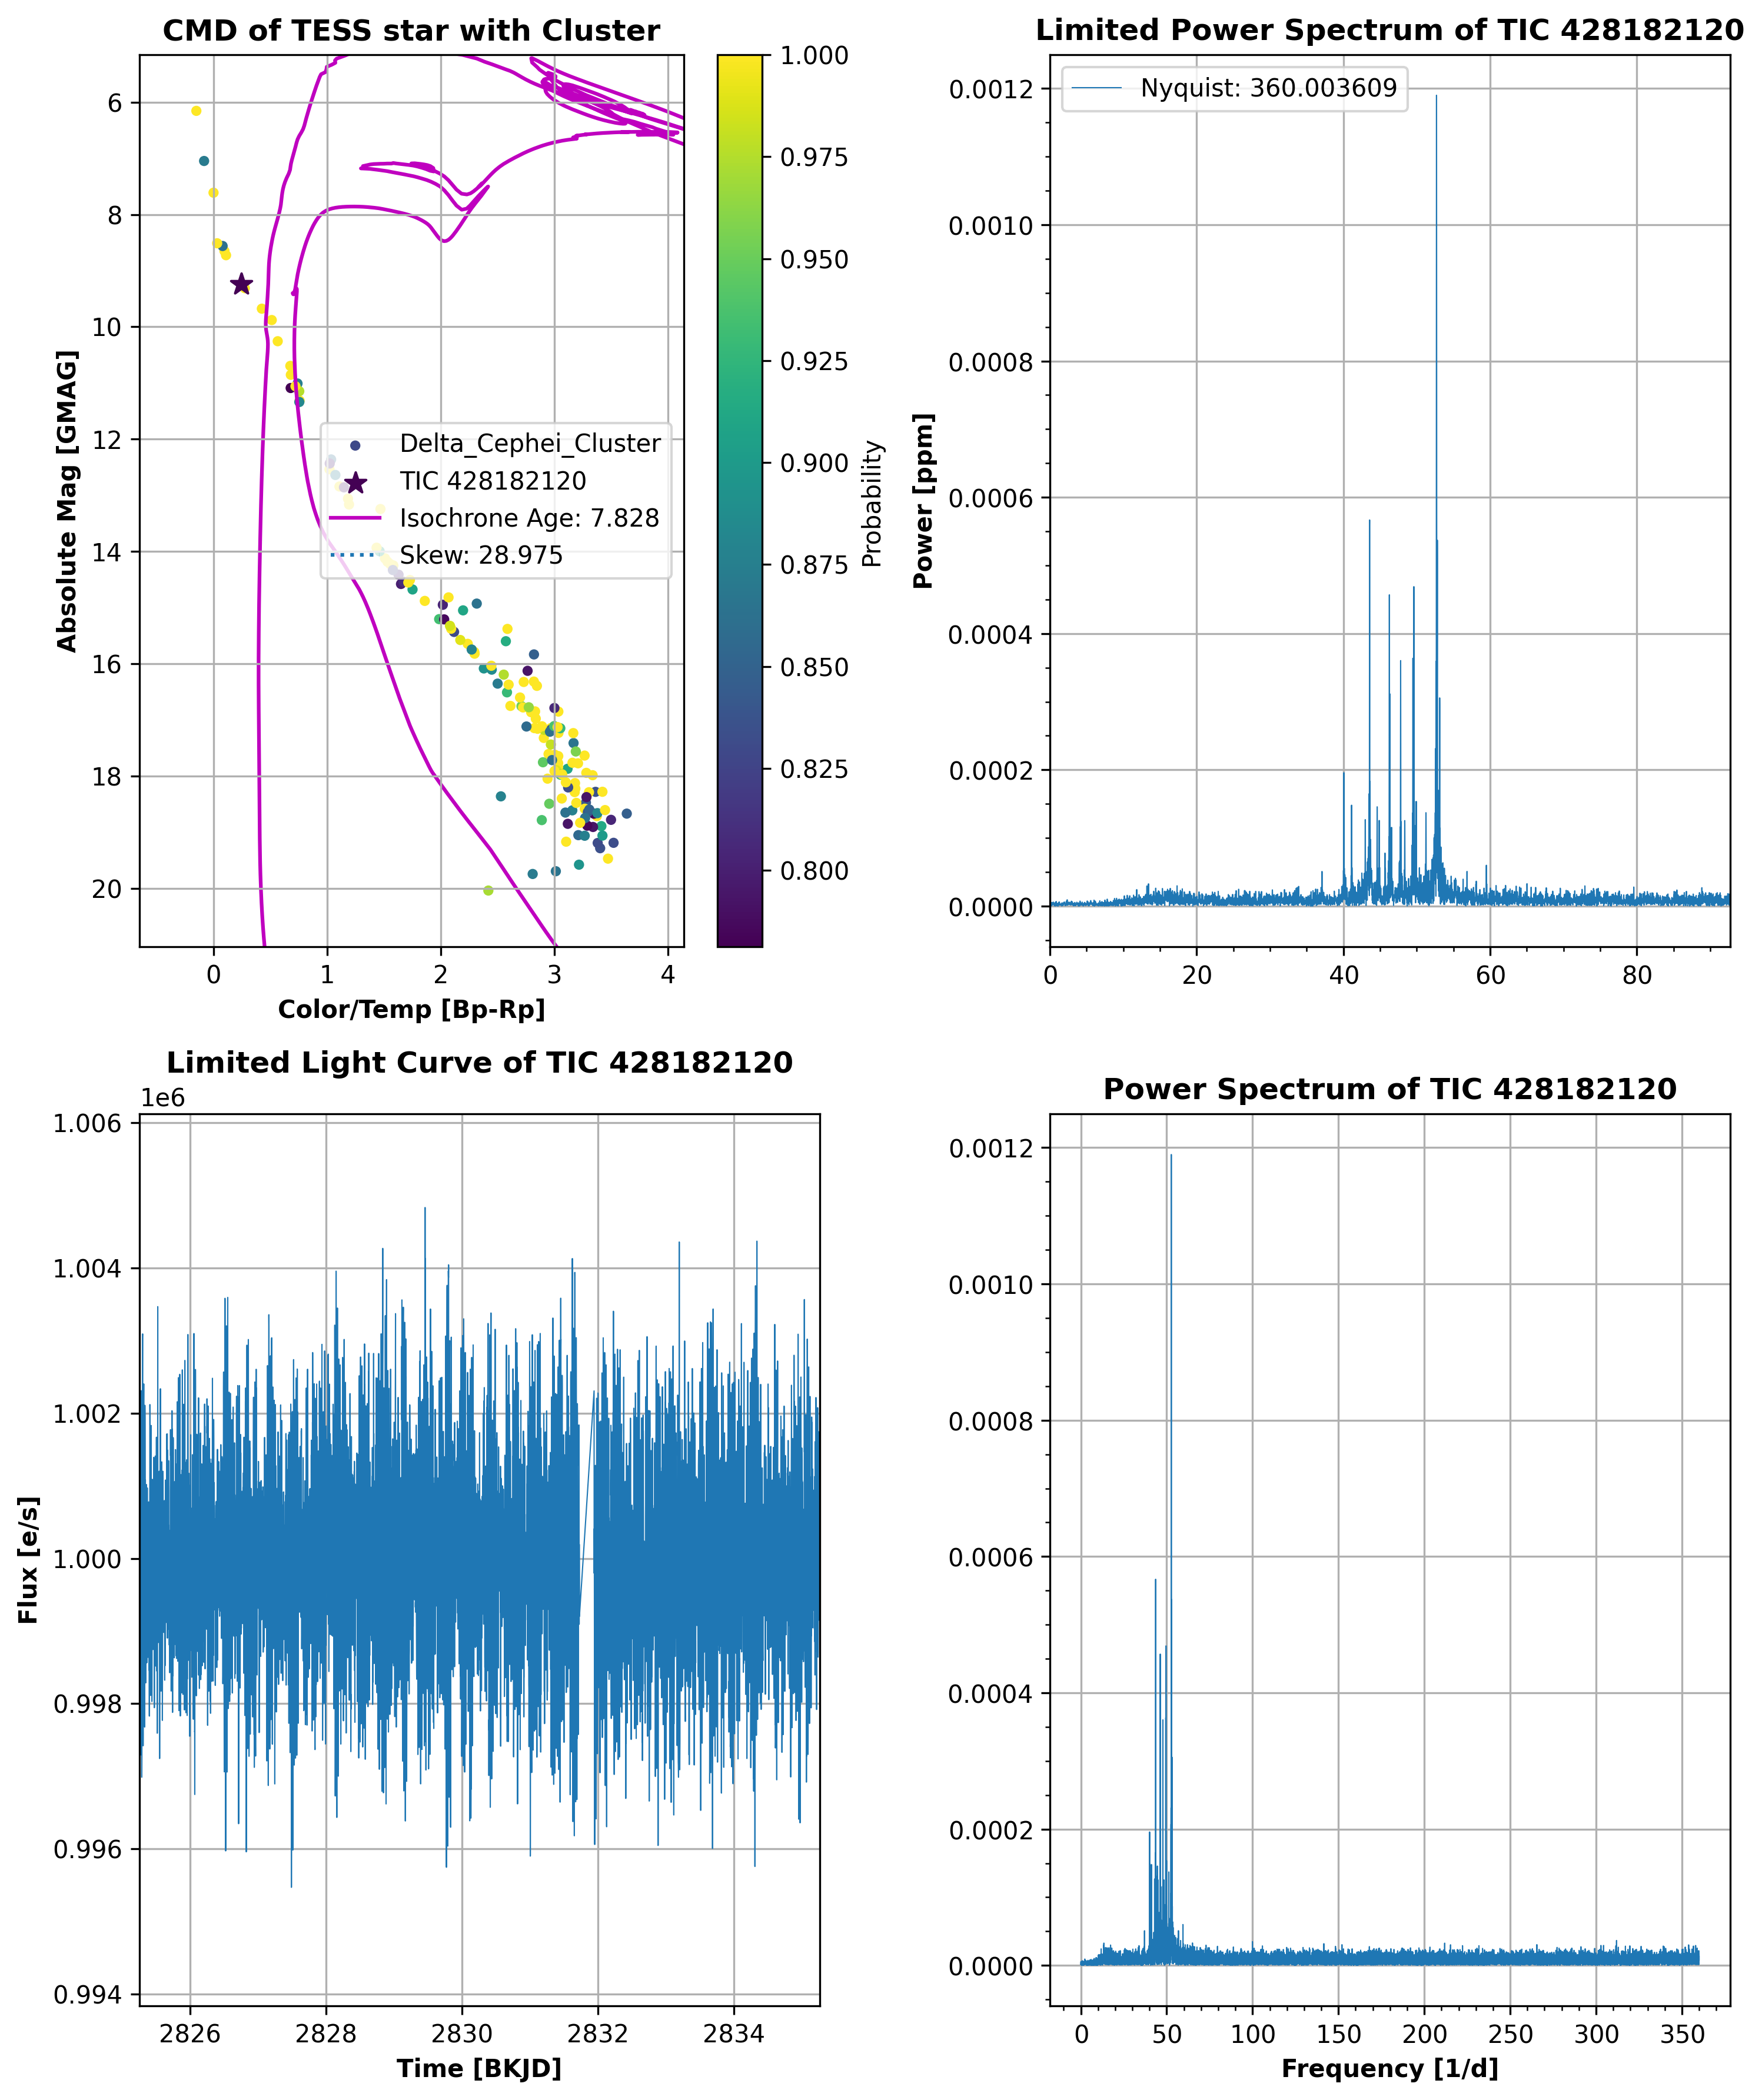 CMD of TESS star with Cluster
6
8
10
12
14
16
18
20
Absolute Mag [GMAG]
0 1 2 3 4
Color/Temp [Bp-Rp]
Delta_Cephei_Cluster
TIC 428182120
Isochrone Age: 7.828
Skew: 28.975
1.000
0.975
0.950
0.925
0.900
0.875
0.850
0.825
0.800
Probability
Limited Power Spectrum of TIC 428182120
Nyquist: 360.003609
0.0012
0.0010
0.0008
0.0006
0.0004
0.0002
0.0000
Power [ppm]
0 20 40 60 80
Limited Light Curve of TIC 428182120
1e6
1.006
1.004
1.002
1.000
0.998
0.996
0.994
Flux [e/s]
2826 2828 2830 2832 2834
Time [BKJD]
Power Spectrum of TIC 428182120
0.0012
0.0010
0.0008
0.0006
0.0004
0.0002
0.0000
0 50 100 150 200 250 300 350
Frequency [1/d]